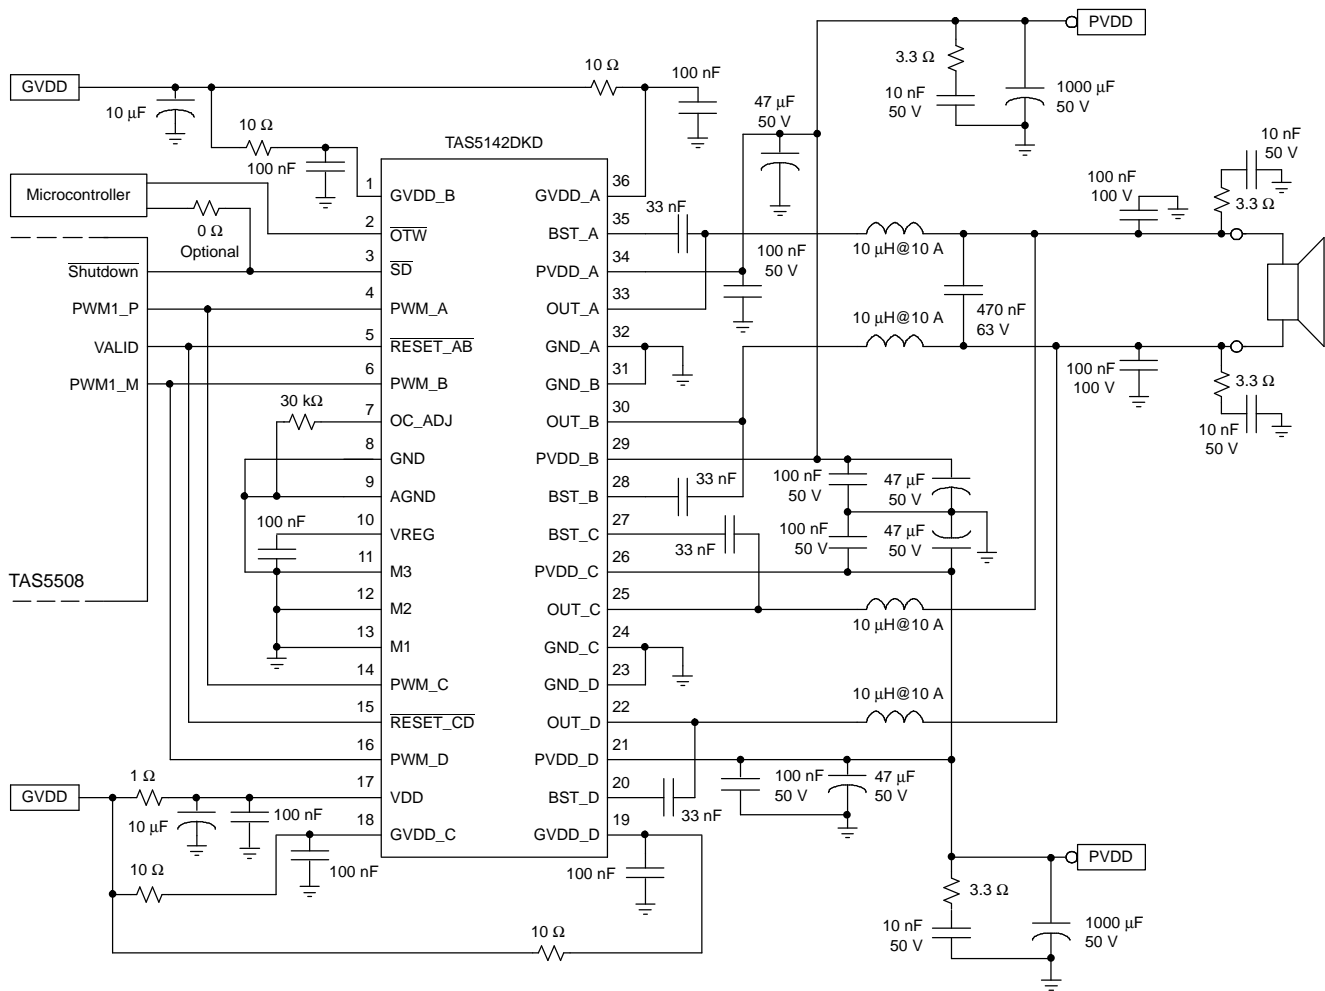 PVDD
3.3 Ω
10 nF
50 V
1000 μF
50 V
GVDD
10 μF
10 Ω
100 nF
10 Ω
100 nF
47 μF
50 V
TAS5142DKD
Microcontroller
0 Ω
Optional
TAS5508
Shutdown
PWM1_P
VALID
PWM1_M
1 GVDD_B
2 OTW
3 SD
4 PWM_A
5 RESET_AB
6 PWM_B
7 OC_ADJ
8 GND
9 AGND
10 VREG
11 M3
12 M2
13 M1
14 PWM_C
15 RESET_CD
16 PWM_D
17 VDD
18 GVDD_C
GVDD_A 36
BST_A 35
PVDD_A 34
OUT_A 33
GND_A 32
GND_B 31
OUT_B 30
PVDD_B 29
BST_B 28
BST_C 27
PVDD_C 26
OUT_C 25
GND_C 24
GND_D 23
OUT_D 22
PVDD_D 21
BST_D 20
GVDD_D 19
30 kΩ
100 nF
33 nF
100 nF
50 V
10 μH@10 A
10 μH@10 A
470 nF
63 V
100 nF
100 V
10 nF
50 V
3.3 Ω
100 nF
100 V
3.3 Ω
10 nF
50 V
33 nF
33 nF
100 nF
50 V
47 μF
50 V
100 nF
50 V
47 μF
50 V
10 μH@10 A
10 μH@10 A
100 nF
50 V
47 μF
50 V
33 nF
100 nF
GVDD
1 Ω
10 μF
100 nF
10 Ω
100 nF
10 Ω
PVDD
3.3 Ω
10 nF
50 V
1000 μF
50 V